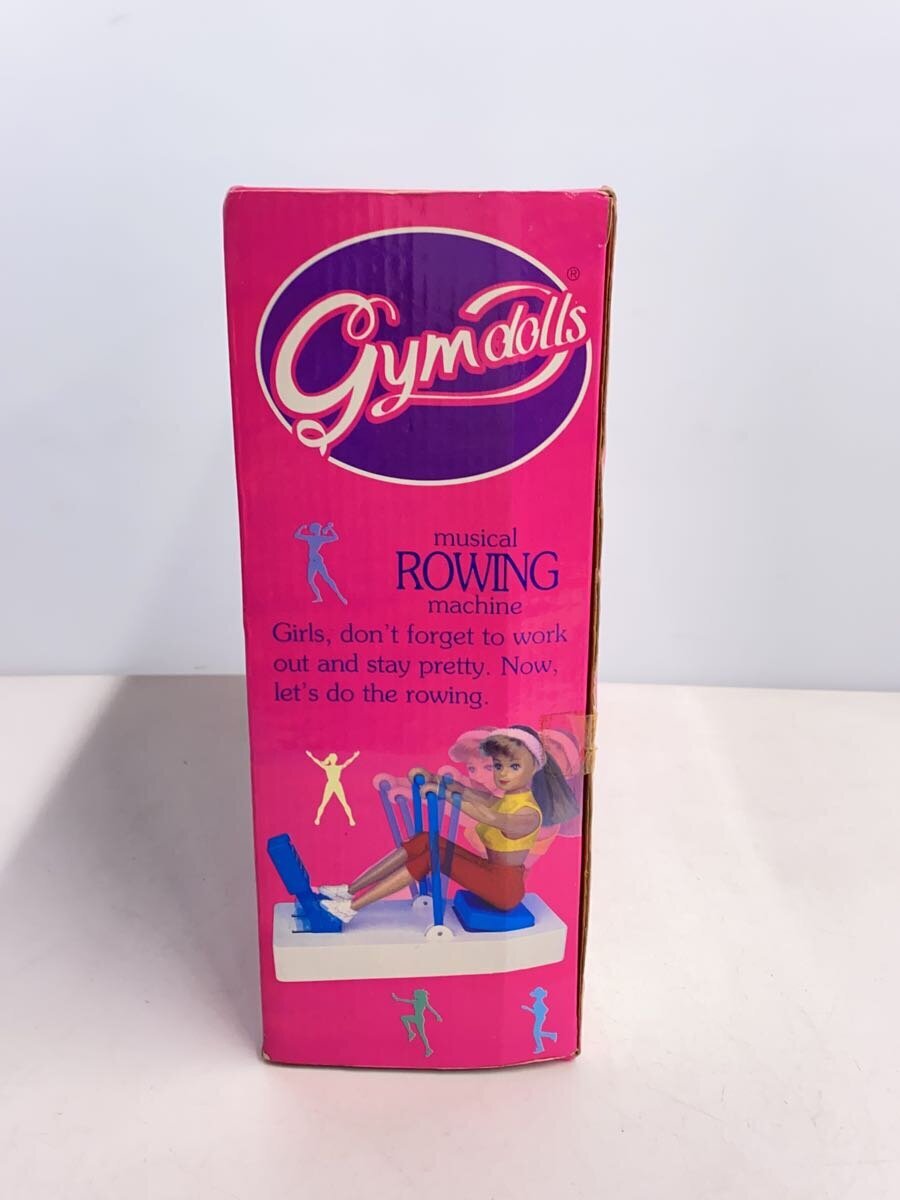 Gymdolls ®
musical
ROWING
machine
Girls, don't forget to work
out and stay pretty. Now,
let's do the rowing.